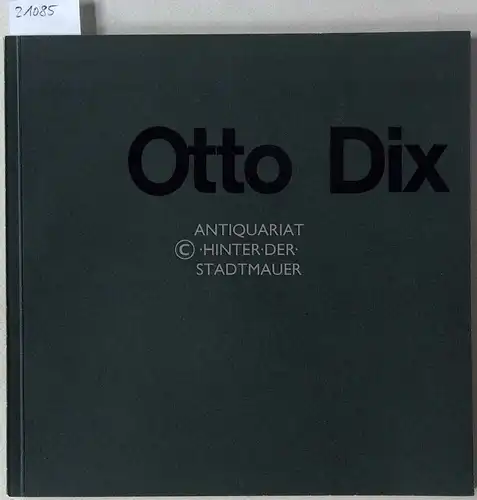 21085
Otto Dix
ANTIQUARIAT
© ·HINTER·DER·
STADTMAUER